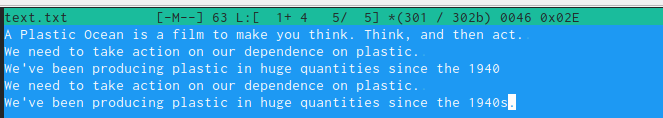 text.txt [-M--] 63 L:[ 1+ 4 5/ 5] *(301 / 302b) 0046 0x02E
A Plastic Ocean is a film to make you think. Think, and then act.
We need to take action on our dependence on plastic.
We've been producing plastic in huge quantities since the 1940
We need to take action on our dependence on plastic.
We've been producing plastic in huge quantities since the 1940s.